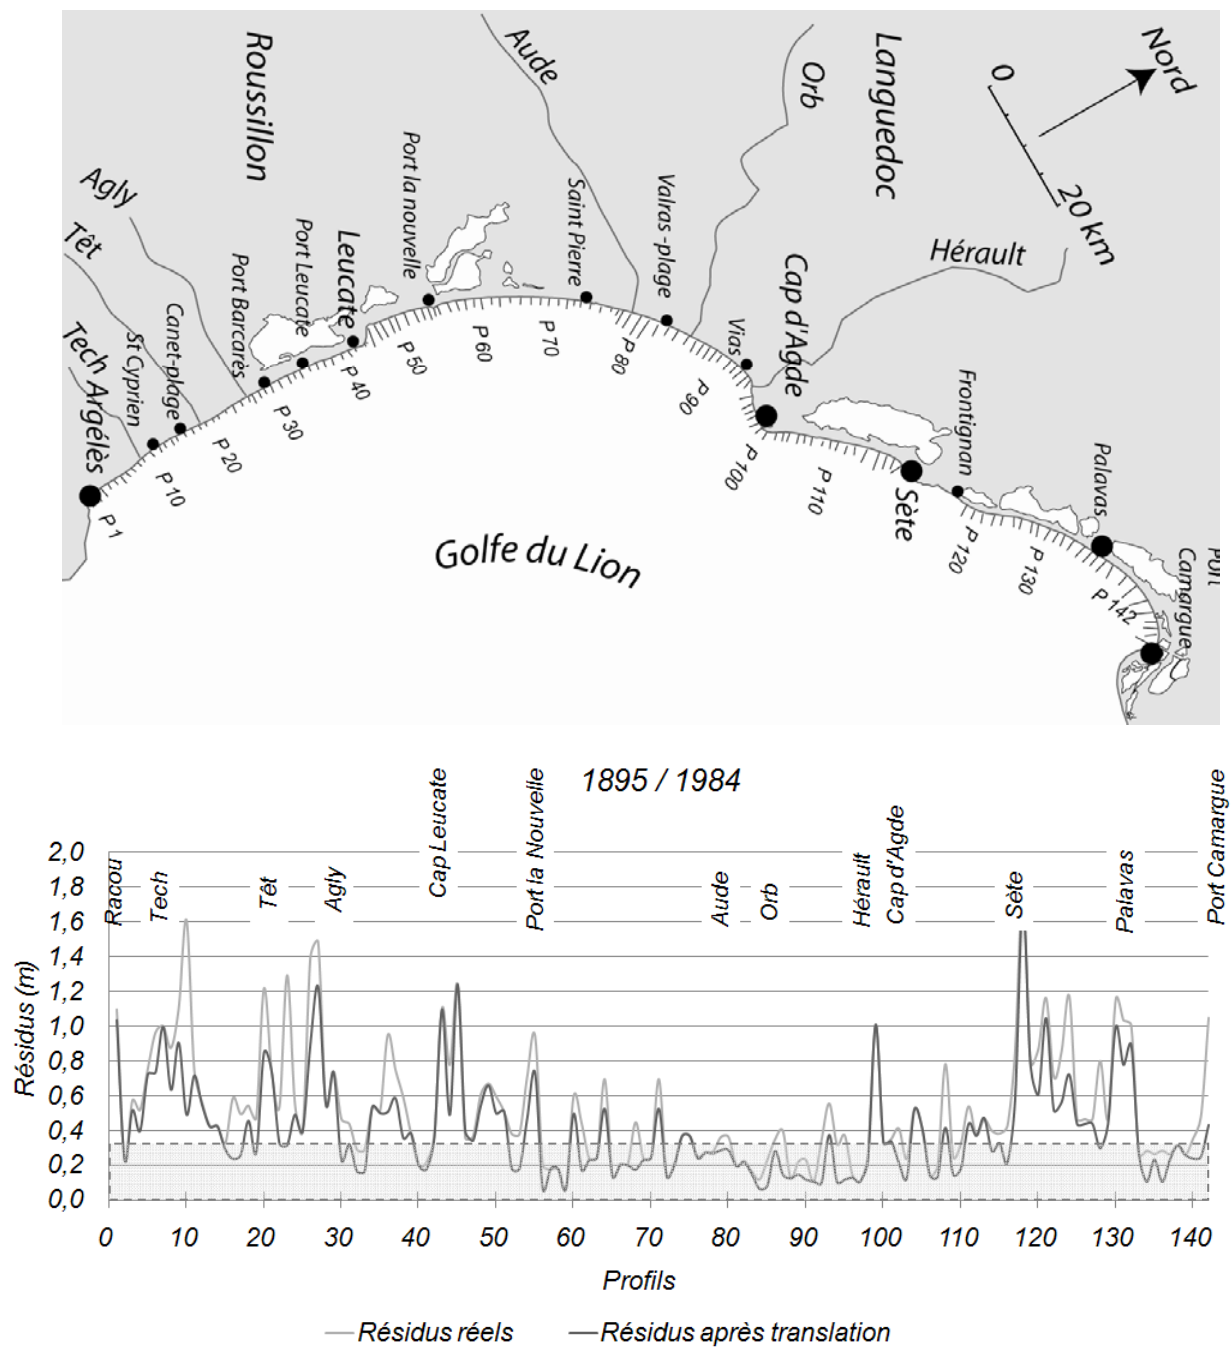 Roussillon
Aude
Orb
Languedoc
Nord
0
20 km
Agly
Têt
Tech
Argélès
St Cyprien
Canet-plage
Port Barcarès
Port Leucate
Leucate
Port la nouvelle
Saint Pierre
Valras -plage
Vias
Cap d'Agde
Hérault
Frontignan
Sète
Palavas
Port
Camargue
P 1
P 10
P 20
P 30
P 40
P 50
P 60
P 70
P 80
P 90
P 100
P 110
P 120
P 130
P 142
Golfe du Lion
1895 / 1984
Racou
Tech
Têt
Agly
Cap Leucate
Port la Nouvelle
Aude
Orb
Hérault
Cap d'Agde
Sète
Palavas
Port Camargue
Résidus (m)
2,0
1,8
1,6
1,4
1,2
1,0
0,8
0,6
0,4
0,2
0,0
0 10 20 30 40 50 60 70 80 90 100 110 120 130 140
Profils
Résidus réels
Résidus après translation